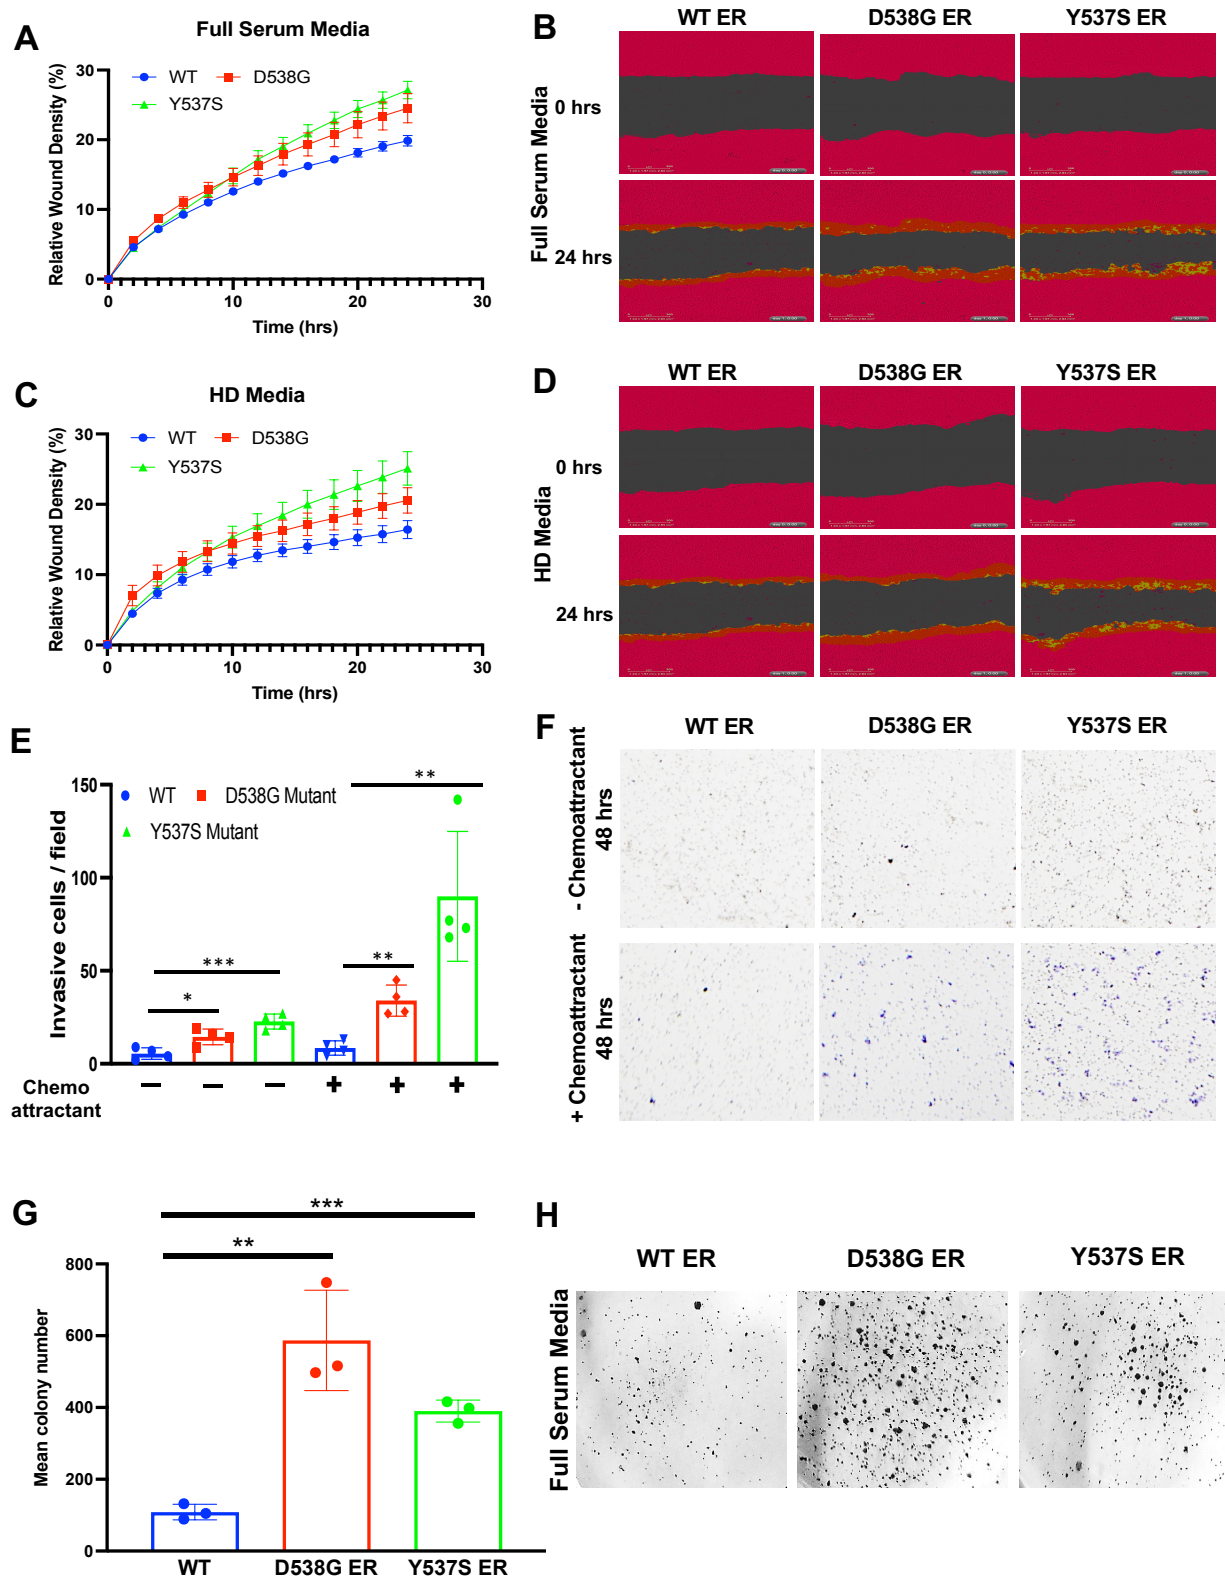 A
Full Serum Media
Relative Wound Density (%)
30
20
10
0
WT
D538G
Y537S
0
10
20
30
Time (hrs)
B
WT ER
D538G ER
Y537S ER
Full Serum Media
0 hrs
24 hrs
C
HD Media
Relative Wound Density (%)
30
20
10
0
WT
D538G
Y537S
0
10
20
30
Time (hrs)
D
WT ER
D538G ER
Y537S ER
HD Media
0 hrs
24 hrs
E
Invasive cells / field
150
100
50
0
WT
D538G Mutant
Y537S Mutant
**
***
*
**
Chemo
attractant
— — — + + +
F
WT ER
D538G ER
Y537S ER
- Chemoattractant
48 hrs
+ Chemoattractant
48 hrs
G
Mean colony number
800
600
400
200
0
***
**
WT
D538G ER
Y537S ER
H
WT ER
D538G ER
Y537S ER
Full Serum Media